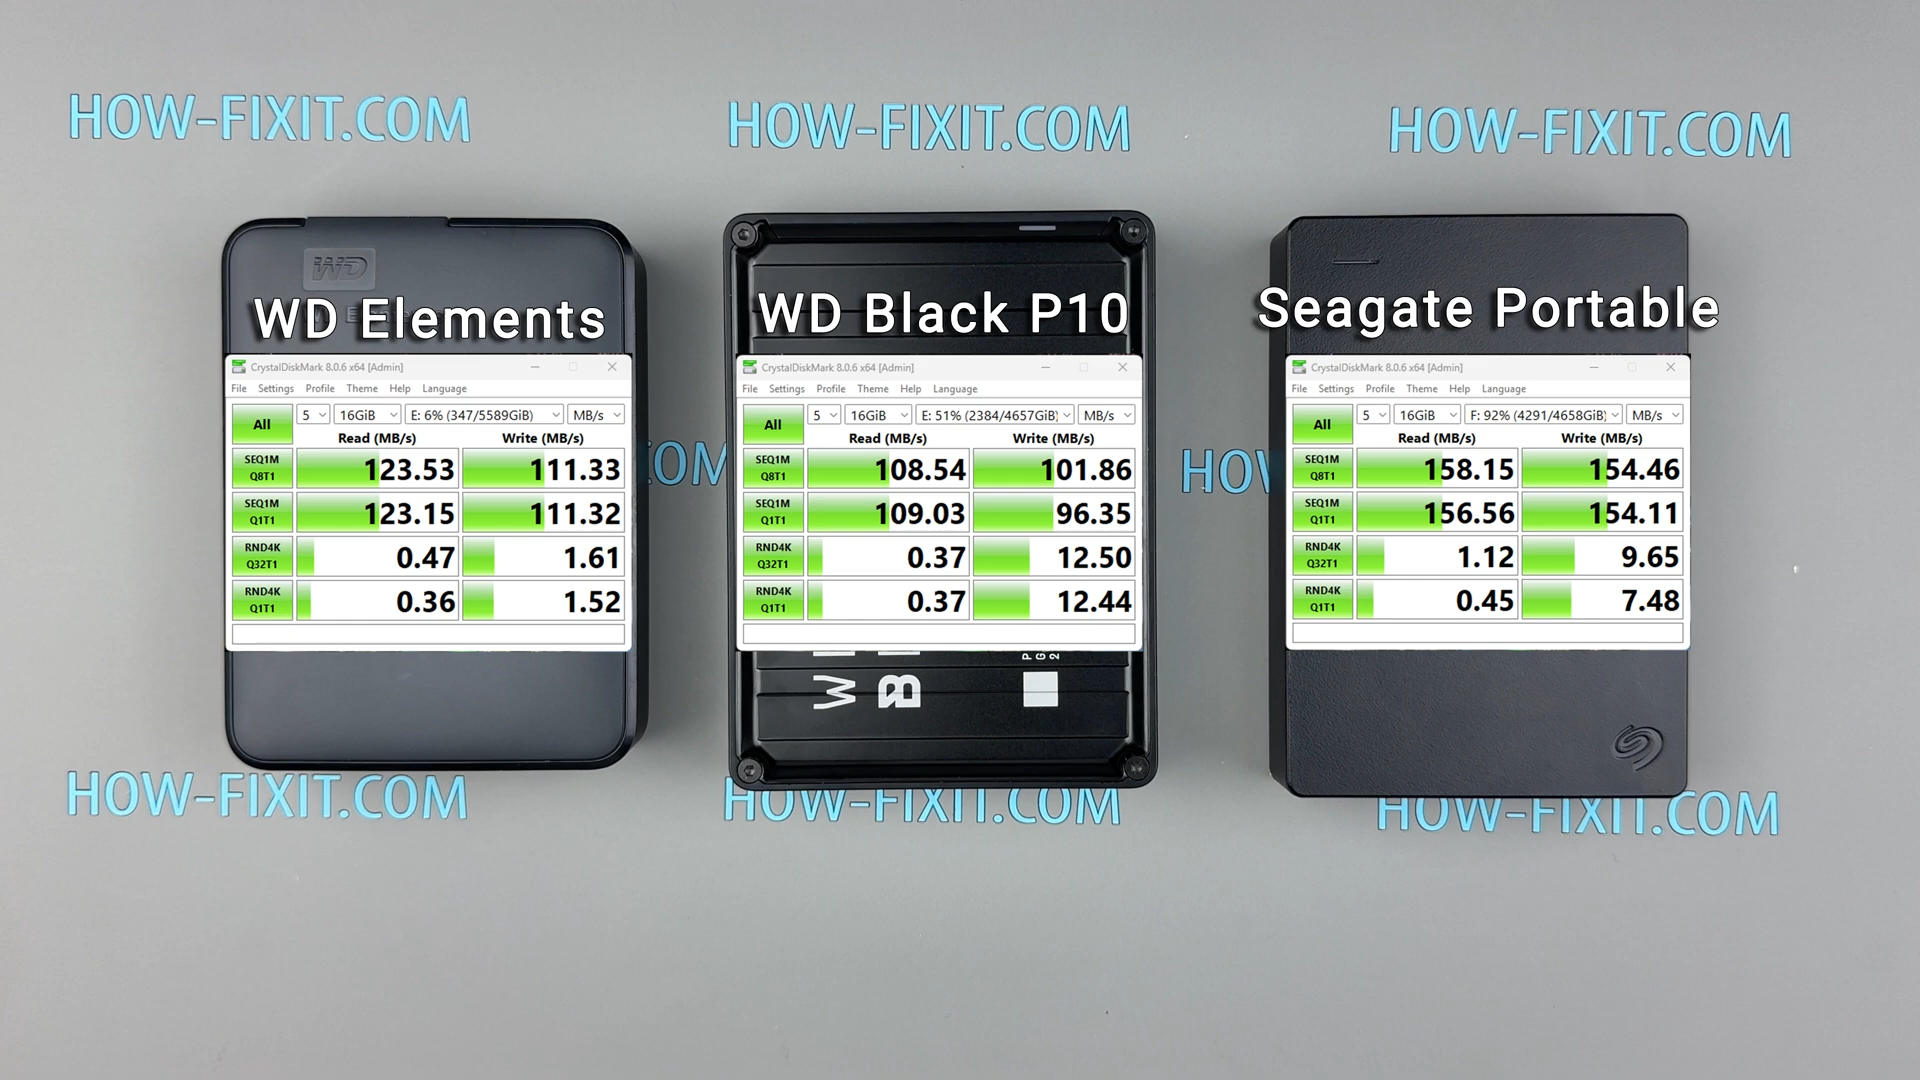 HOW-FIXIT.COM
HOW-FIXIT.COM
HOW-FIXIT.COM
WD
WD Elements
CrystalDiskMark 8.0.6 x64 [Admin]
File Settings Profile Theme Help Language
All 5 16GiB E: 6% (347/5589GiB) MB/s
Read (MB/s) Write (MB/s)
SEQ1M Q8T1 123.53 111.33
SEQ1M Q1T1 123.15 111.32
RND4K Q32T1 0.47 1.61
RND4K Q1T1 0.36 1.52
WD Black P10
CrystalDiskMark 8.0.6 x64 [Admin]
File Settings Profile Theme Help Language
All 5 16GiB E: 51% (2384/4657GiB) MB/s
Read (MB/s) Write (MB/s)
SEQ1M Q8T1 108.54 101.86
SEQ1M Q1T1 109.03 96.35
RND4K Q32T1 0.37 12.50
RND4K Q1T1 0.37 12.44
Seagate Portable
CrystalDiskMark 8.0.6 x64 [Admin]
File Settings Profile Theme Help Language
All 5 16GiB F: 92% (4291/4658GiB) MB/s
Read (MB/s) Write (MB/s)
SEQ1M Q8T1 158.15 154.46
SEQ1M Q1T1 156.56 154.11
RND4K Q32T1 1.12 9.65
RND4K Q1T1 0.45 7.48
COM
HOW
W
B
P
G
2
HOW-FIXIT.COM
HOW-FIXIT.COM
HOW-FIXIT.COM